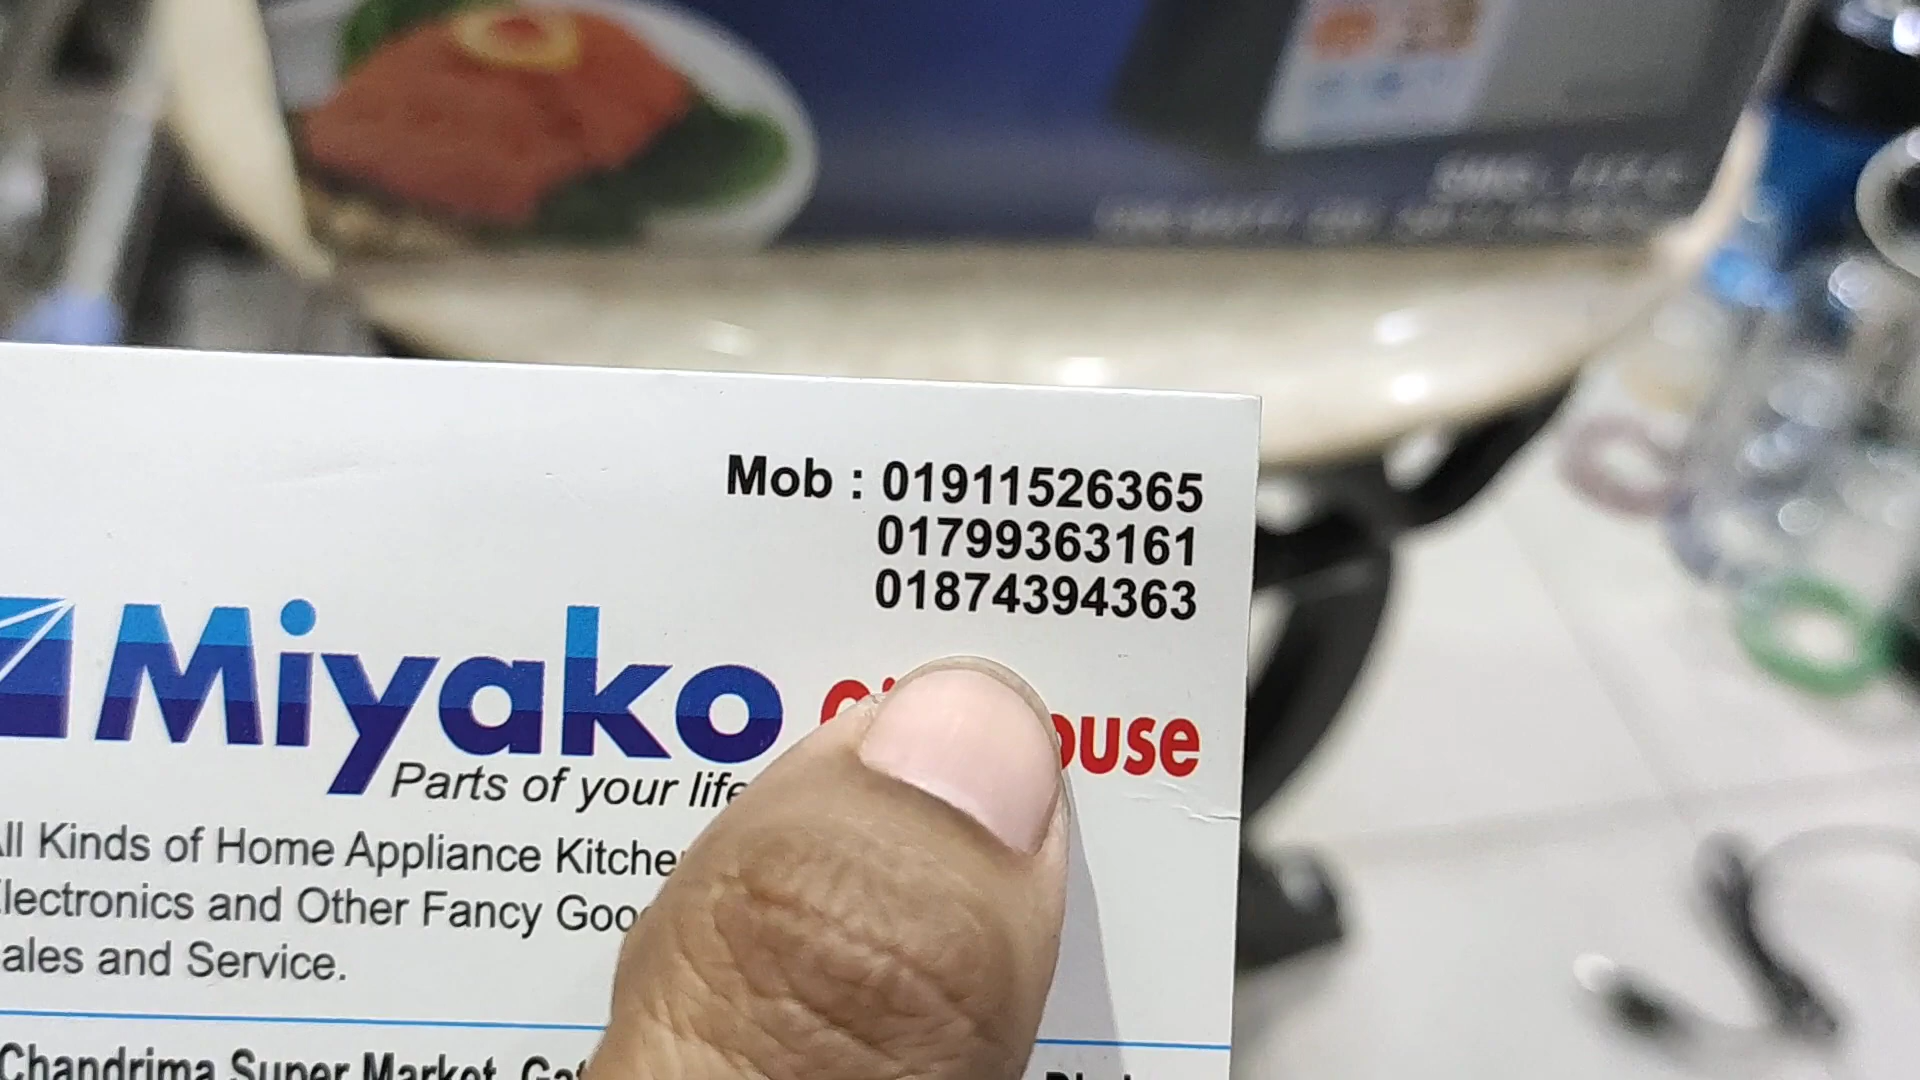 Mob : 01911526365
01799363161
01874394363
Miyako
Parts of your life
ll Kinds of Home Appliance Kitche
lectronics and Other Fancy Goo
ales and Service.
Chandrima Super Market,